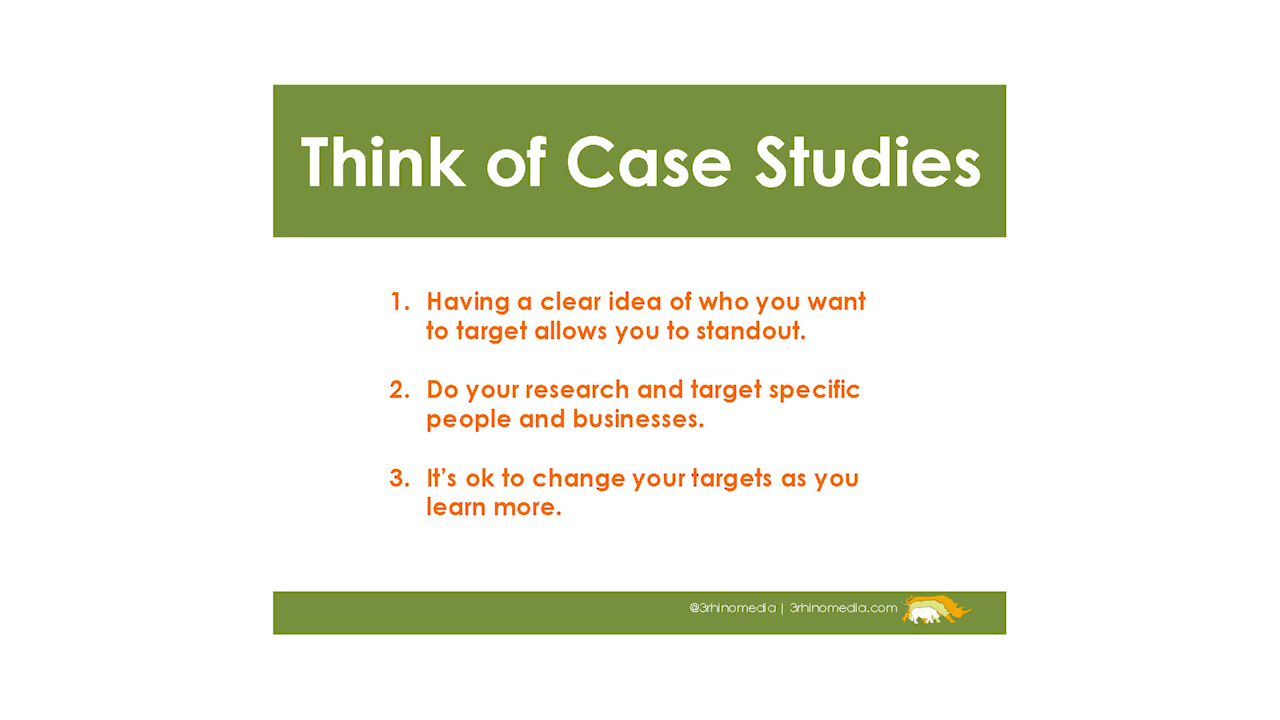 Think of Case Studies
1. Having a clear idea of who you want
to target allows you to standout.
2. Do your research and target specific
people and businesses.
3. It's ok to change your targets as you
learn more.
@3rhinomedia | 3rhinomedia.com